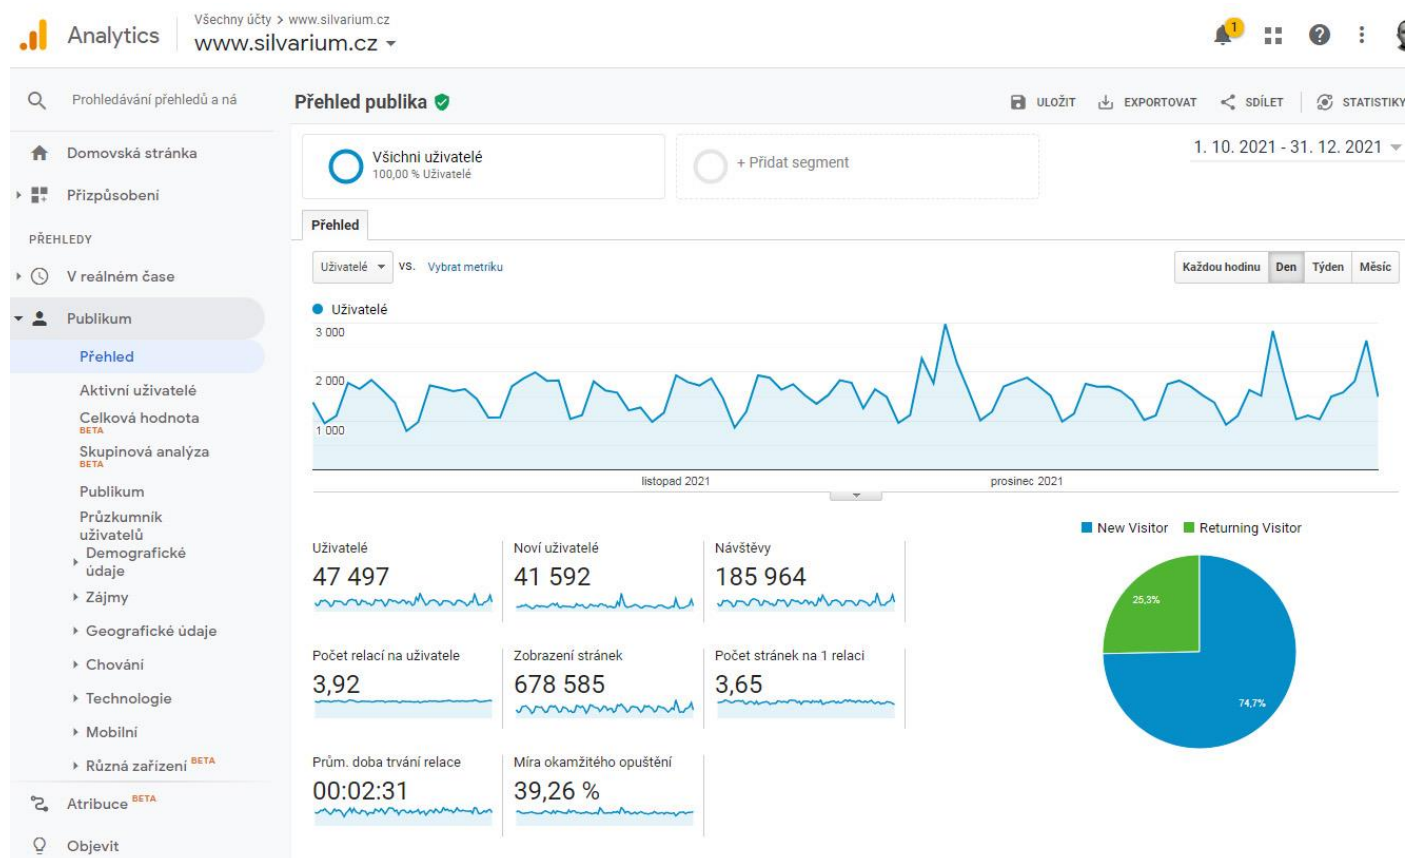 Všechny účty > www.silvarium.cz
Analytics
www.silvarium.cz
1
Prohledávání přehledů a ná
Přehled publika
ULOŽIT
EXPORTOVAT
SDÍLET
STATISTIKY
Domovská stránka
Přizpůsobení
PŘEHLEDY
V reálném čase
Publikum
Přehled
Aktivní uživatelé
Celková hodnota
BETA
Skupinová analýza
BETA
Publikum
Průzkumník
uživatelů
Demografické
údaje
Zájmy
Geografické údaje
Chování
Technologie
Mobilní
Různá zařízení BETA
Atribuce BETA
Objevit
Všichni uživatelé
100,00 % Uživatelé
+ Přidat segment
1. 10. 2021 - 31. 12. 2021
Přehled
Uživatelé VS. Vybrat metriku
Každou hodinu Den Týden Měsíc
Uživatelé
3 000
2 000
1 000
listopad 2021
prosinec 2021
New Visitor Returning Visitor
Uživatelé
47 497
Noví uživatelé
41 592
Návštěvy
185 964
Počet relací na uživatele
3,92
Zobrazení stránek
678 585
Počet stránek na 1 relaci
3,65
Prům. doba trvání relace
00:02:31
Míra okamžitého opuštění
39,26 %
25,3%
74,7%